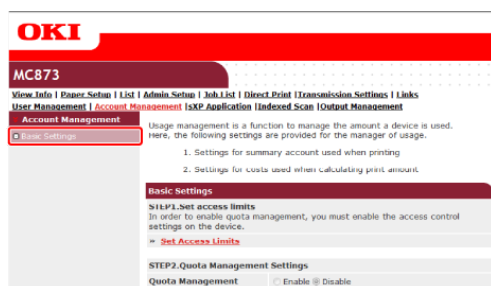 OKI
MC873
View Info | Paper Setup | List | Admin Setup | Job List | Direct Print |Transmission Settings | Links
User Management | Account Management |sXP Application |Indexed Scan |Output Management
Account Management
Basic Settings
Usage management is a function to manage the amount a device is used.
Here, the following settings are provided for the manager of usage.
1. Settings for summary account used when printing
2. Settings for costs used when calculating print amount
Basic Settings
STEP1.Set access limits
In order to enable quota management, you must enable the access control
settings on the device.
» Set Access Limits
STEP2.Quota Management Settings
Quota Management Enable Disable